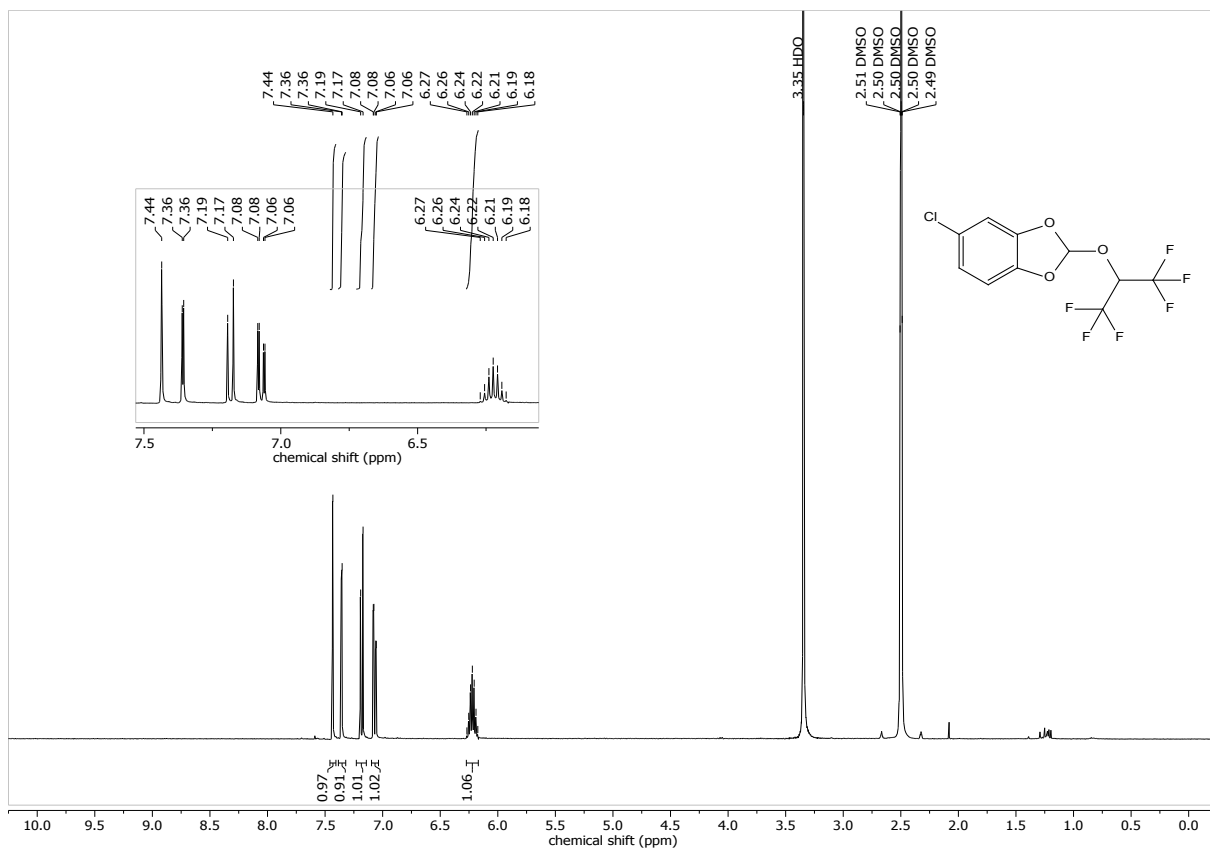 7.44 7.36 7.36 7.19 7.17 7.08 7.08 7.06 7.06 6.27 6.26 6.24 6.22 6.21 6.19 6.18
3.35 HDO
2.51 DMSO
2.50 DMSO
2.50 DMSO
2.50 DMSO
2.49 DMSO
7.44 7.36 7.36 7.19 7.17 7.08 7.08 7.06 7.06 6.27 6.26 6.24 6.22 6.21 6.19 6.18
7.5 7.0 6.5
chemical shift (ppm)
Cl O O O F F F F F F
0.97 0.91 1.01 1.02 1.06
10.0 9.5 9.0 8.5 8.0 7.5 7.0 6.5 6.0 5.5 5.0 4.5 4.0 3.5 3.0 2.5 2.0 1.5 1.0 0.5 0.0
chemical shift (ppm)